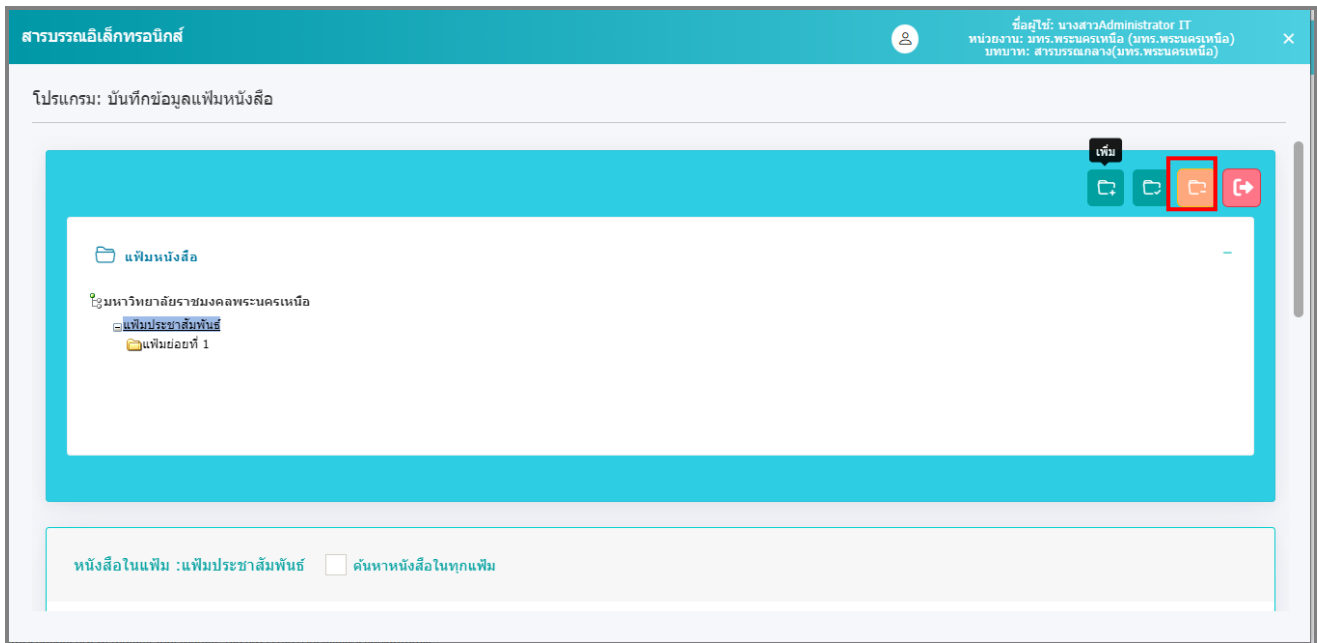 สารบรรณอิเล็กทรอนิกส์
ชื่อผู้ใช้: นางสาวAdministrator IT
หน่วยงาน: มทร.พระนครเหนือ (มทร.พระนครเหนือ)
บทบาท: สารบรรณกลาง(มทร.พระนครเหนือ)
โปรแกรม: บันทึกข้อมูลแฟ้มหนังสือ
เพิ่ม
แฟ้มหนังสือ
มหาวิทยาลัยราชมงคลพระนครเหนือ
แฟ้มประชาสัมพันธ์
แฟ้มย่อยที่ 1
หนังสือในแฟ้ม :แฟ้มประชาสัมพันธ์ ค้นหาหนังสือในทุกแฟ้ม